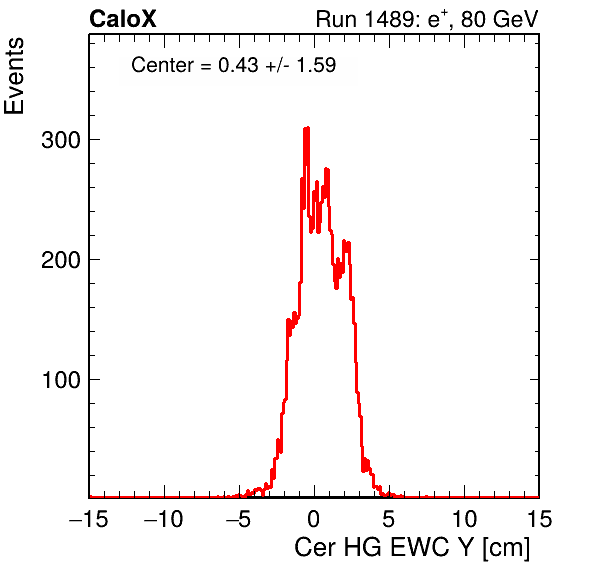 CaloX
Run 1489: e+, 80 GeV
Center = 0.43 +/- 1.59
Events
300
200
100
−15
−10
−5
0
5
10
15
Cer HG EWC Y [cm]